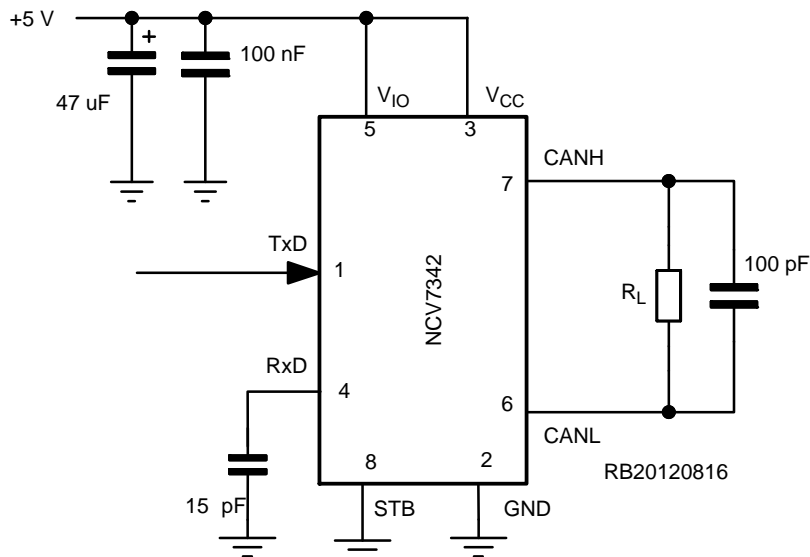 +5 V
100 nF
47 uF
VIO
VCC
5
3
CANH
7
TxD
1
NCV7342
RL
100 pF
RxD
4
6
CANL
8
2
RB20120816
15 pF
STB
GND